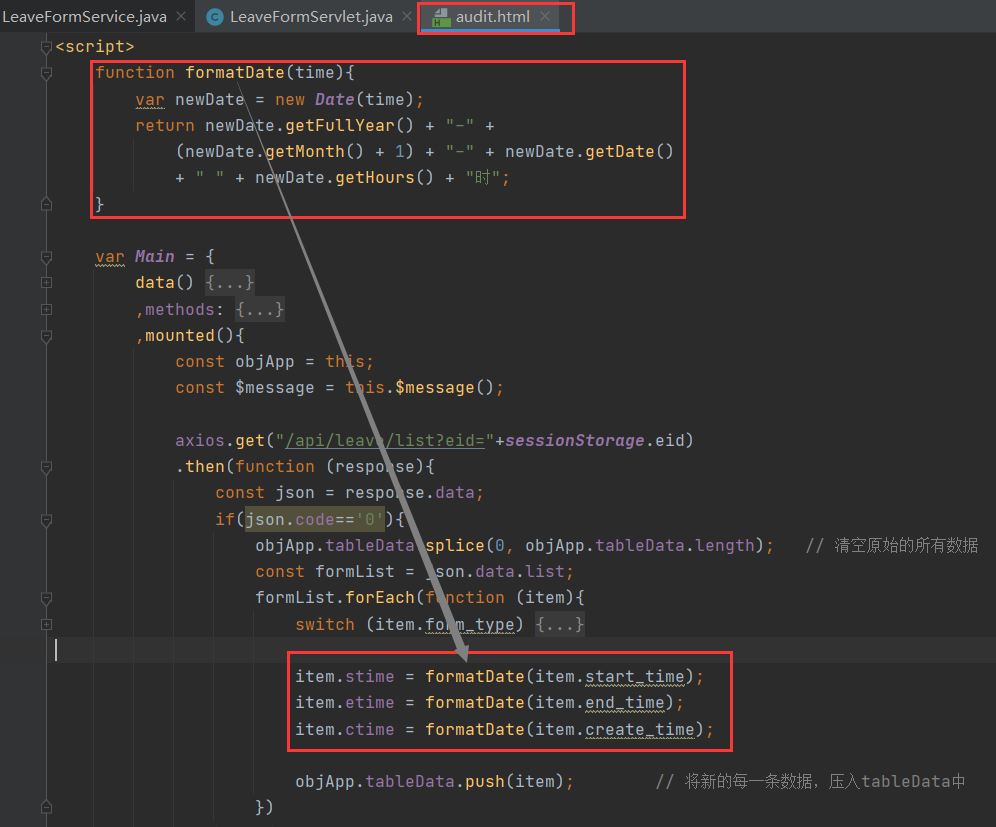 LeaveFormService.java LeaveFormServlet.java audit.html
<script>
function formatDate(time){
var newDate = new Date(time);
return newDate.getFullYear() + "-" +
(newDate.getMonth() + 1) + "-" + newDate.getDate()
+ " " + newDate.getHours() + "时";
}
var Main = {
data() {...}
,methods: {...}
,mounted(){
const objApp = this;
const $message = this.$message();
axios.get("/api/leave/list?eid="+sessionStorage.eid)
.then(function (response){
const json = response.data;
if(json.code=='0'){
objApp.tableData.splice(0, objApp.tableData.length); // 清空原始的所有数据
const formList = json.data.list;
formList.forEach(function (item){
switch (item.form_type) {...}
item.stime = formatDate(item.start_time);
item.etime = formatDate(item.end_time);
item.ctime = formatDate(item.create_time);
objApp.tableData.push(item); // 将新的每一条数据，压入tableData中
})